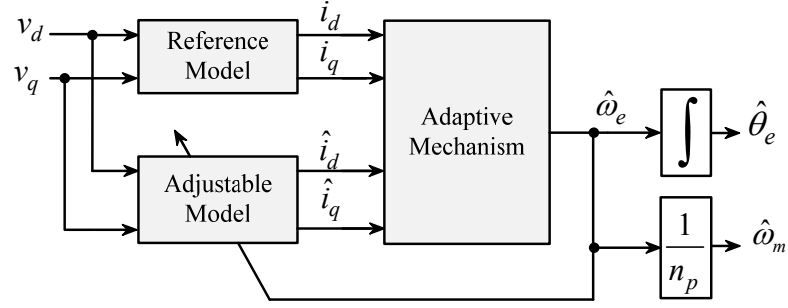 v_d
v_q
Reference
Model
i_d
i_q
Adjustable
Model
î_d
î_q
Adaptive
Mechanism
ω̂_e
∫
θ̂_e
1
n_p
ω̂_m